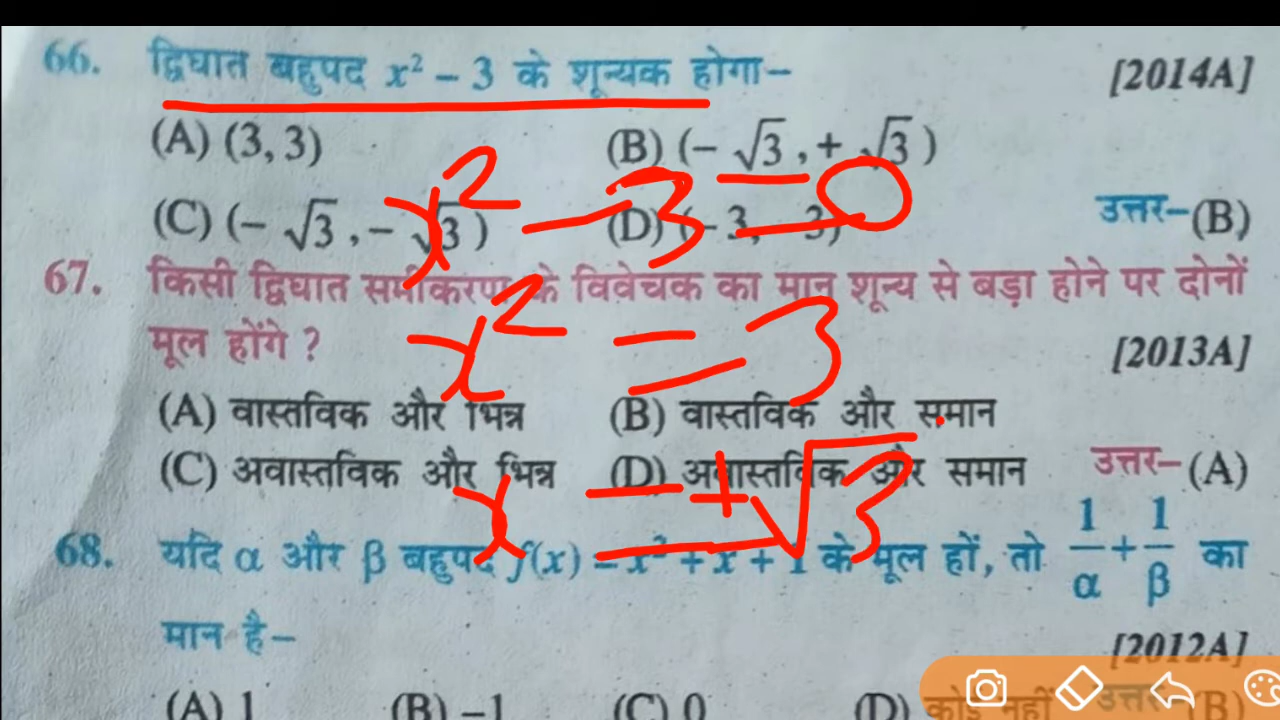 66. द्विघात बहुपद x² – 3 के शून्यक होगा– [2014A]
(A) (3, 3) (B) (– √3 , + √3 )
(C) (– √3 , – √3 ) (D) (– 3, – 3) उत्तर–(B)
x² – 3 = 0
67. किसी द्विघात समीकरण के विवेचक का मान शून्य से बड़ा होने पर दोनों
मूल होंगे ? [2013A]
x² = 3
(A) वास्तविक और भिन्न (B) वास्तविक और समान
(C) अवास्तविक और भिन्न (D) अवास्तविक और समान उत्तर–(A)
x = ±√3
68. यदि α और β बहुपद f(x) = x² + x + 1 के मूल हों, तो 1/α + 1/β का
मान है– [2012A]
(A) 1 (B) –1 (C) 0 (D) कोई नहीं उत्तर–(B)